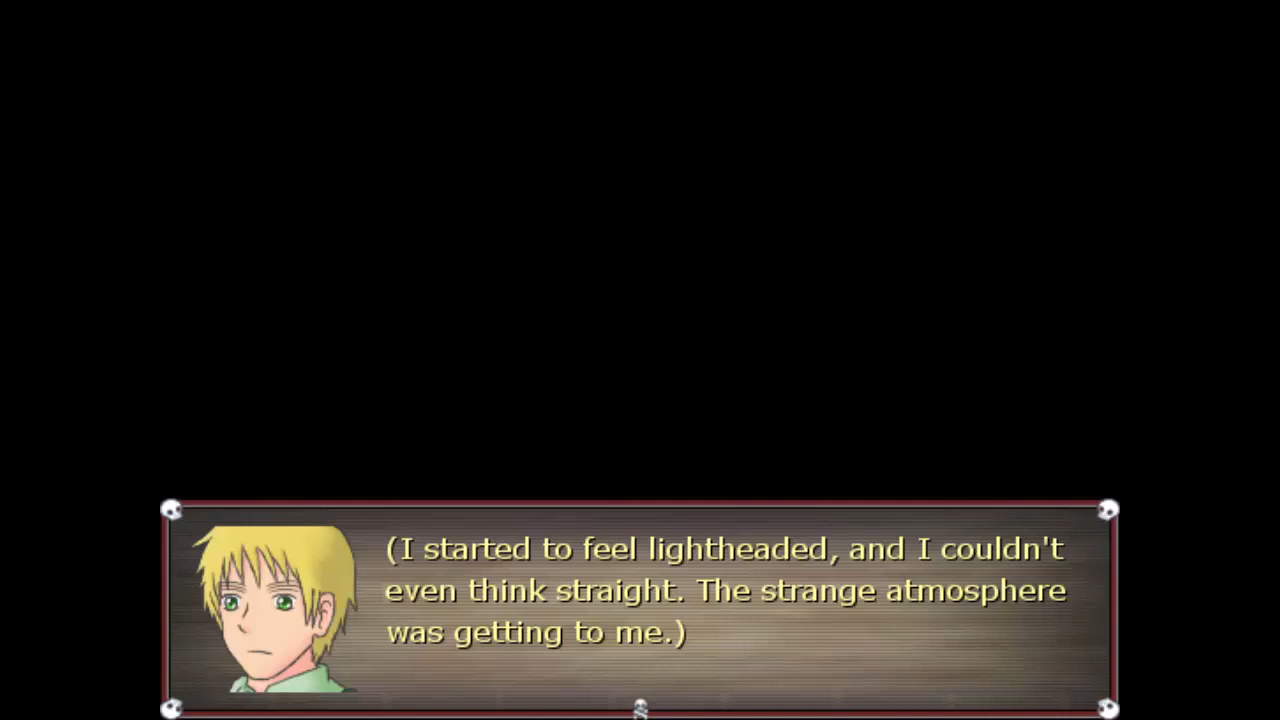 (I started to feel lightheaded, and I couldn't
even think straight. The strange atmosphere
was getting to me.)